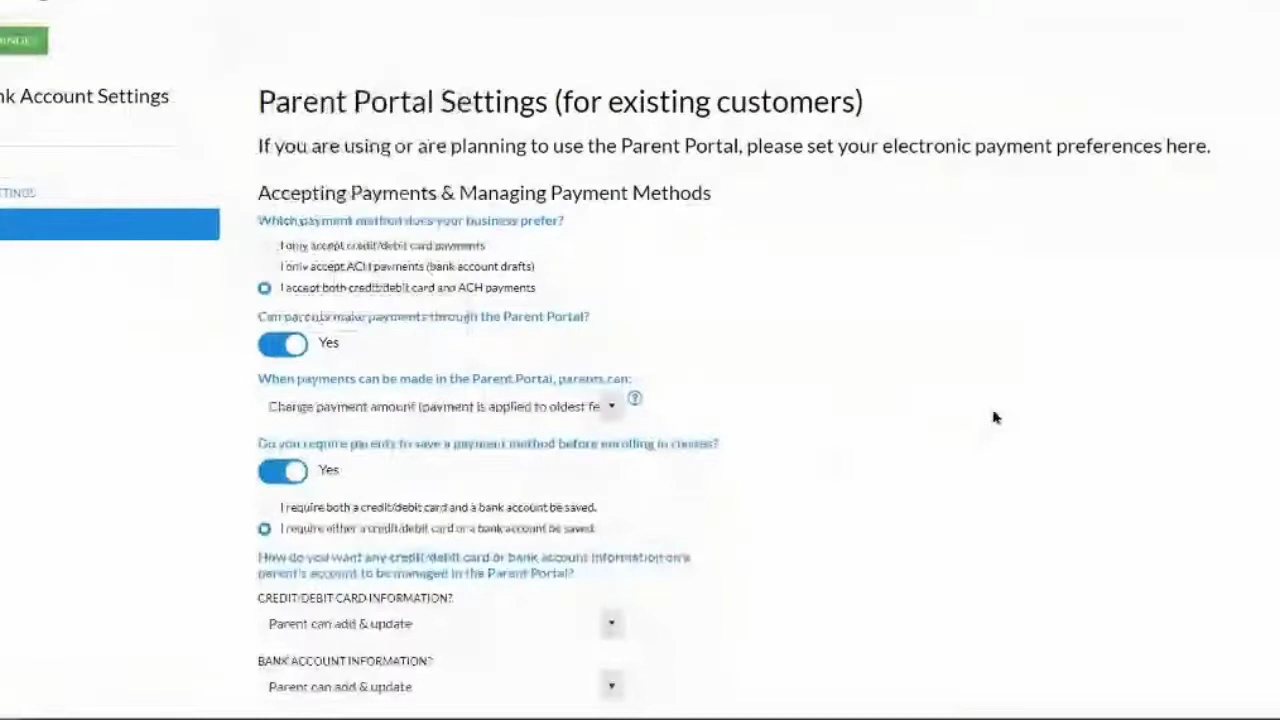 nk Account Settings
TTINGS
Parent Portal Settings (for existing customers)
If you are using or are planning to use the Parent Portal, please set your electronic payment preferences here.
Accepting Payments & Managing Payment Methods
Which payment method does your business prefer?
I only accept credit/debit card payments
I only accept ACH payments (bank account drafts)
I accept both credit/debit card and ACH payments
Can parents make payments through the Parent Portal?
Yes
When payments can be made in the Parent Portal, parents can:
Change payment amount (payment is applied to oldest fe
Do you require parents to save a payment method before enrolling in courses?
Yes
I require both a credit/debit card and a bank account be saved.
I require either a credit/debit card or a bank account be saved.
How do you want any credit/debit card or bank account information on a
parent's account to be managed in the Parent Portal?
CREDIT/DEBIT CARD INFORMATION?
Parent can add & update
BANK ACCOUNT INFORMATION?
Parent can add & update